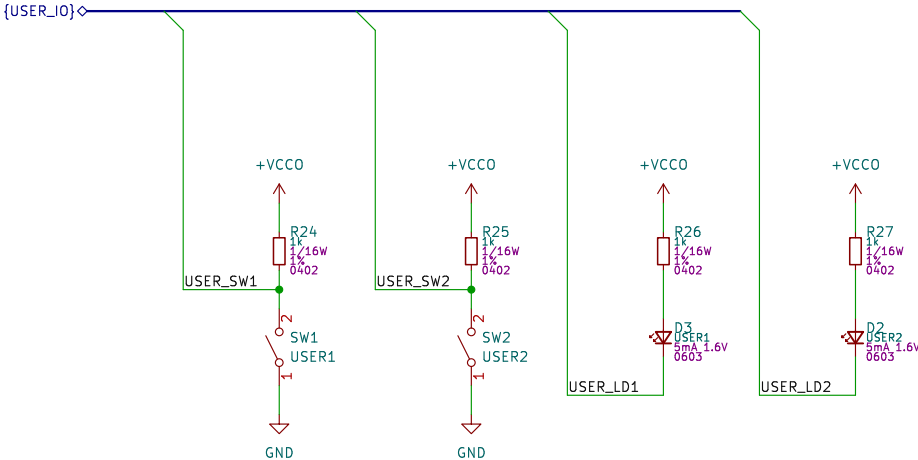 {USER_IO}
+VCCO
+VCCO
+VCCO
+VCCO
R24
1k
1/16W
1%
0402
R25
1k
1/16W
1%
0402
R26
1k
1/16W
1%
0402
R27
1k
1/16W
1%
0402
USER_SW1
USER_SW2
2
SW1
USER1
1
2
SW2
USER2
1
D3
USER1
5mA 1.6V
0603
D2
USER2
5mA 1.6V
0603
USER_LD1
USER_LD2
GND
GND